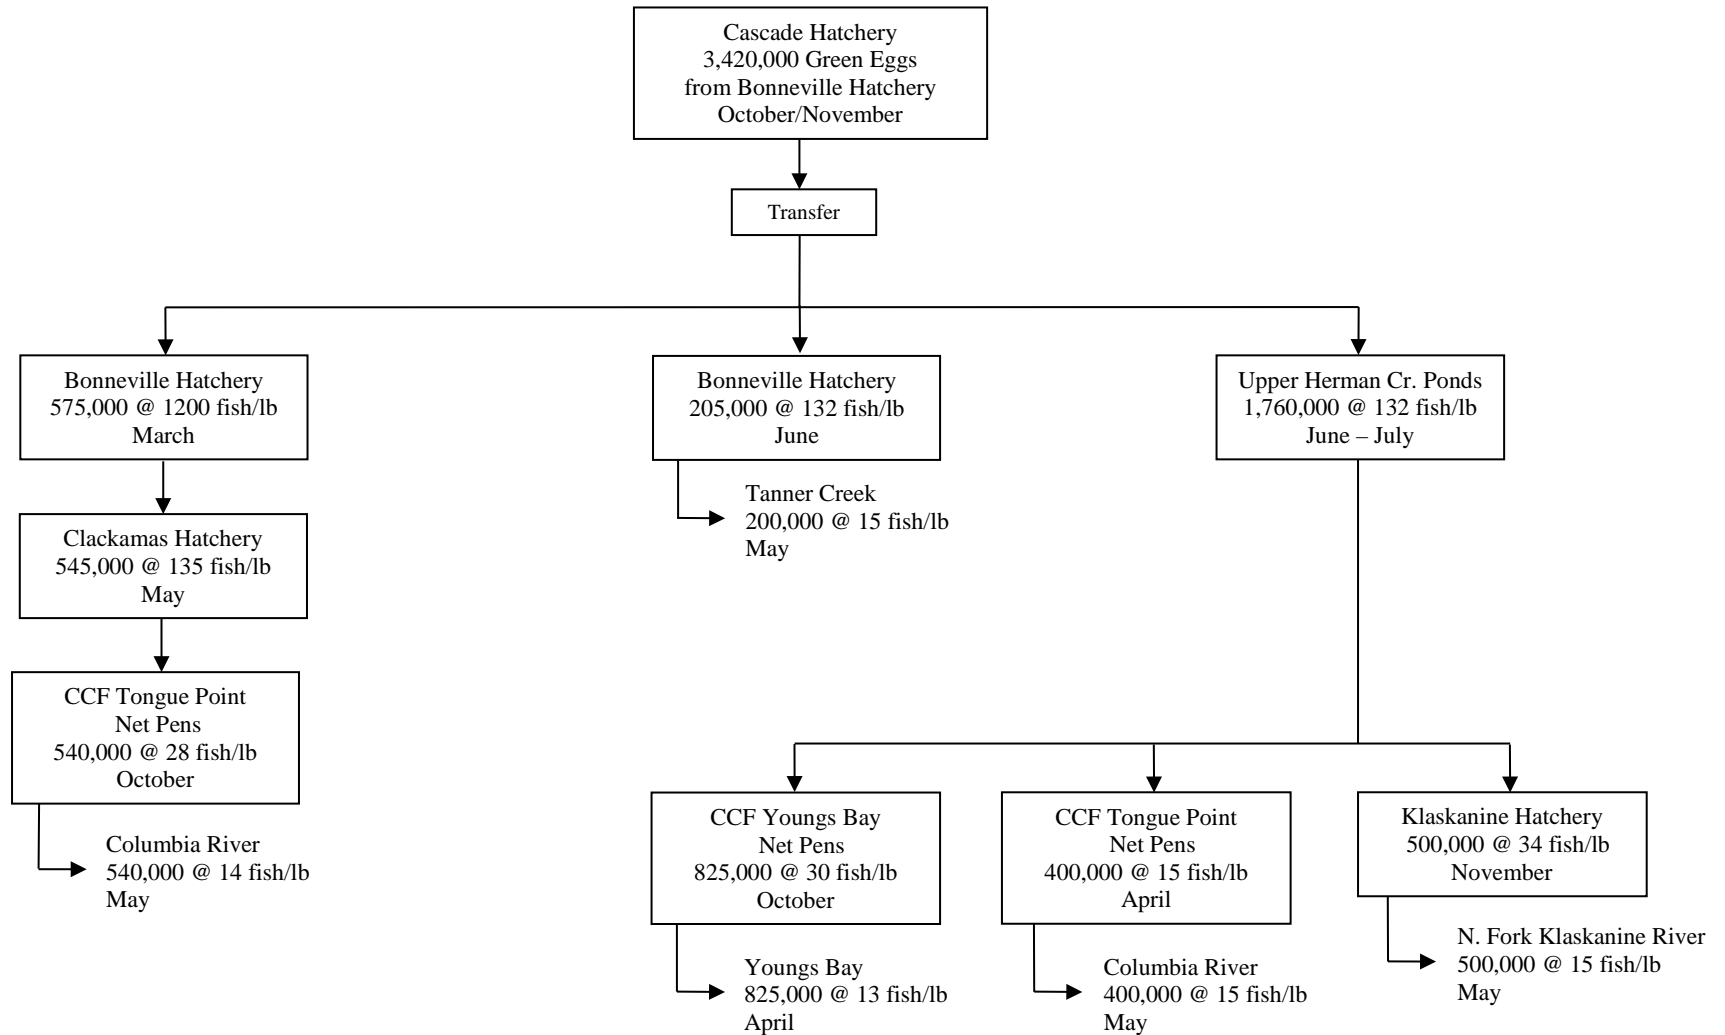 Cascade Hatchery
3,420,000 Green Eggs
from Bonneville Hatchery
October/November
Transfer
Bonneville Hatchery
575,000 @ 1200 fish/lb
March
Bonneville Hatchery
205,000 @ 132 fish/lb
June
Upper Herman Cr. Ponds
1,760,000 @ 132 fish/lb
June – July
Tanner Creek
200,000 @ 15 fish/lb
May
Clackamas Hatchery
545,000 @ 135 fish/lb
May
CCF Tongue Point
Net Pens
540,000 @ 28 fish/lb
October
Columbia River
540,000 @ 14 fish/lb
May
CCF Youngs Bay
Net Pens
825,000 @ 30 fish/lb
October
CCF Tongue Point
Net Pens
400,000 @ 15 fish/lb
April
Klaskanine Hatchery
500,000 @ 34 fish/lb
November
Youngs Bay
825,000 @ 13 fish/lb
April
Columbia River
400,000 @ 15 fish/lb
May
N. Fork Klaskanine River
500,000 @ 15 fish/lb
May